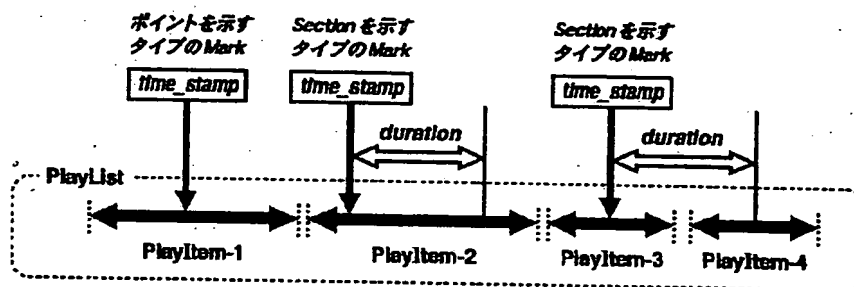 ポイントを示す
タイプのMark
time_stamp
Sectionを示す
タイプのMark
time_stamp
Sectionを示す
タイプのMark
time_stamp
duration
duration
PlayList
PlayItem-1
PlayItem-2
PlayItem-3
PlayItem-4